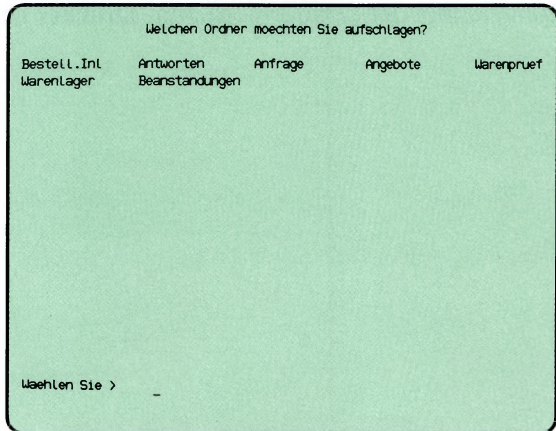 Welchen Ordner moechten Sie aufschlagen?
Bestell.Inl Antworten Anfrage Angebote Warenpruef
Warenlager Beanstandungen
Waehlen Sie > _